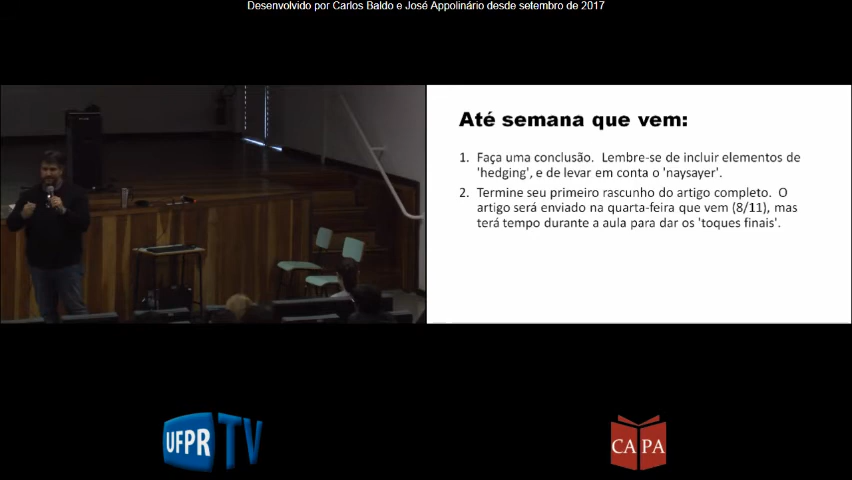 Desenvolvido por Carlos Baldo e José Appolinário desde setembro de 2017
Até semana que vem:
1. Faça uma conclusão. Lembre-se de incluir elementos de
'hedging', e de levar em conta o 'naysayer'.
2. Termine seu primeiro rascunho do artigo completo. O
artigo será enviado na quarta-feira que vem (8/11), mas
terá tempo durante a aula para dar os 'toques finais'.
UFPR TV
CAPA